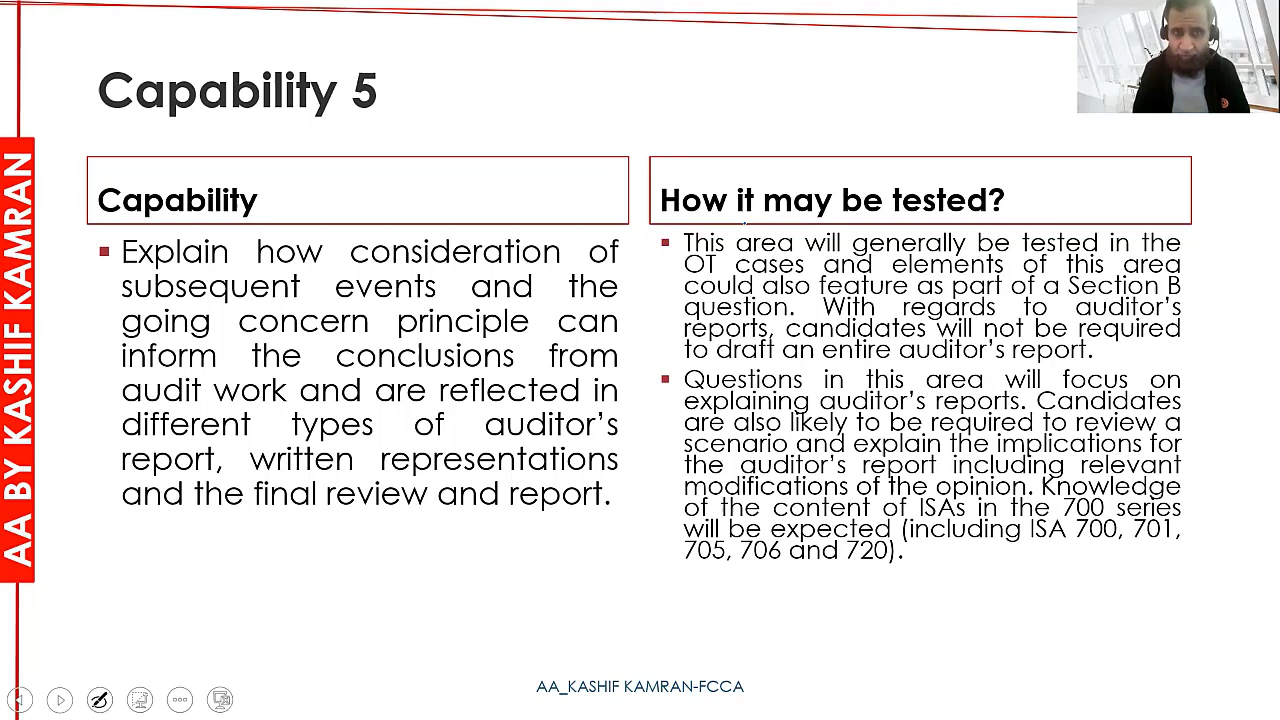 Capability 5
AA BY KASHIF KAMRAN
Capability
▪ Explain how consideration of
subsequent events and the
going concern principle can
inform the conclusions from
audit work and are reflected in
different types of auditor's
report, written representations
and the final review and report.
How it may be tested?
▪ This area will generally be tested in the
OT cases and elements of this area
could also feature as part of a Section B
question. With regards to auditor's
reports, candidates will not be required
to draft an entire auditor's report.
▪ Questions in this area will focus on
explaining auditor's reports. Candidates
are also likely to be required to review a
scenario and explain the implications for
the auditor's report including relevant
modifications of the opinion. Knowledge
of the content of ISAs in the 700 series
will be expected (including ISA 700, 701,
705, 706 and 720).
AA_KASHIF KAMRAN-FCCA